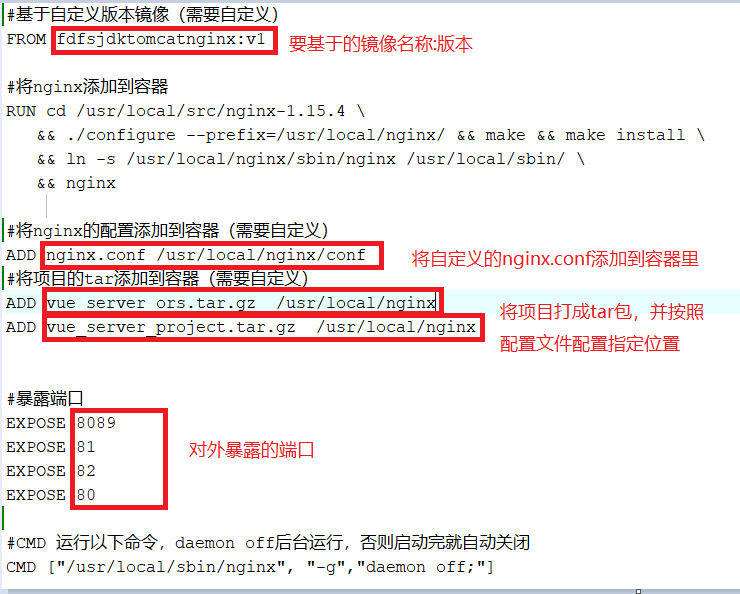 #基于自定义版本镜像（需要自定义）
FROM fdfsjdktomcatnginx:v1 要基于的镜像名称:版本
#将nginx添加到容器
RUN cd /usr/local/src/nginx-1.15.4 \
&& ./configure --prefix=/usr/local/nginx/ && make && make install \
&& ln -s /usr/local/nginx/sbin/nginx /usr/local/sbin/ \
&& nginx
#将nginx的配置添加到容器（需要自定义）
ADD nginx.conf /usr/local/nginx/conf 将自定义的nginx.conf添加到容器里
#将项目的tar添加到容器（需要自定义）
ADD vue_server_ors.tar.gz /usr/local/nginx
ADD vue_server_project.tar.gz /usr/local/nginx
将项目打成tar包，并按照
配置文件配置指定位置
#暴露端口
EXPOSE 8089
EXPOSE 81 对外暴露的端口
EXPOSE 82
EXPOSE 80
#CMD 运行以下命令，daemon off后台运行，否则启动完就自动关闭
CMD ["/usr/local/sbin/nginx", "-g","daemon off;"]